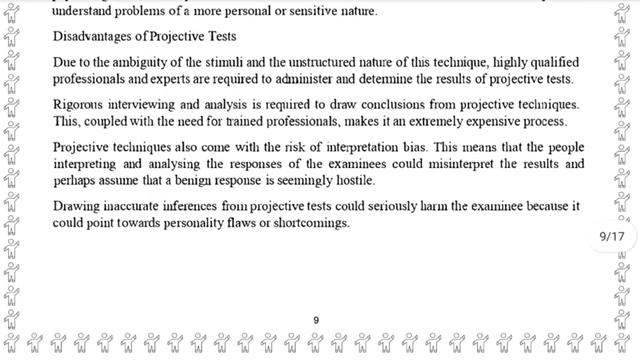 understand problems of a more personal or sensitive nature.
Disadvantages of Projective Tests
Due to the ambiguity of the stimuli and the unstructured nature of this technique, highly qualified
professionals and experts are required to administer and determine the results of projective tests.
Rigorous interviewing and analysis is required to draw conclusions from projective techniques.
This, coupled with the need for trained professionals, makes it an extremely expensive process.
Projective techniques also come with the risk of interpretation bias. This means that the people
interpreting and analysing the responses of the examinees could misinterpret the results and
perhaps assume that a benign response is seemingly hostile.
Drawing inaccurate inferences from projective tests could seriously harm the examinee because it
could point towards personality flaws or shortcomings.
9/17
9